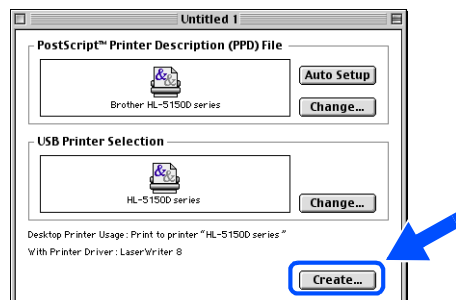 Untitled 1
PostScript™ Printer Description (PPD) File
Auto Setup
Brother HL-5150D series
Change...
USB Printer Selection
HL-5150D series
Change...
Desktop Printer Usage: Print to printer “HL-5150D series ”
With Printer Driver: LaserWriter 8
Create...